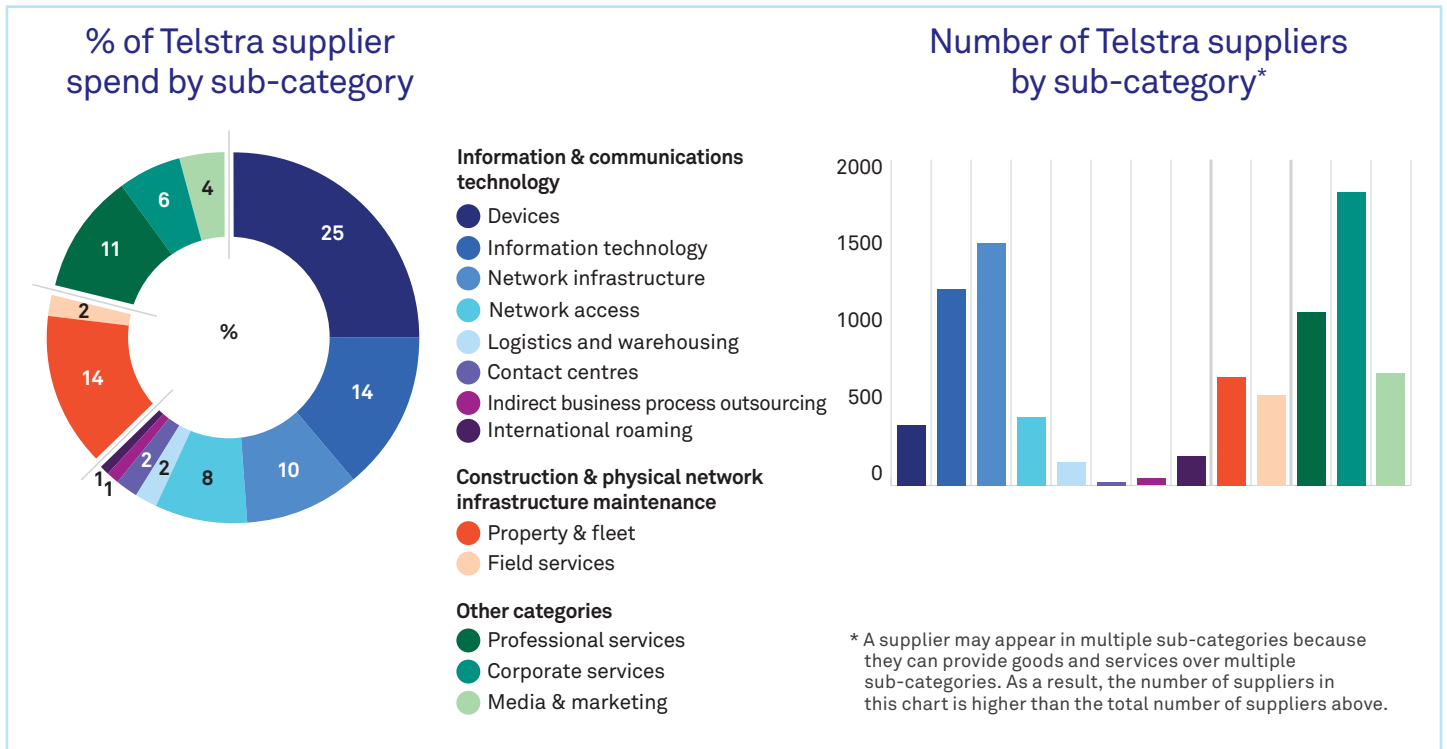 % of Telstra supplier
spend by sub-category
25
14
10
8
2
2
1
1
14
2
11
6
4
%
Information & communications
technology
Devices
Information technology
Network infrastructure
Network access
Logistics and warehousing
Contact centres
Indirect business process outsourcing
International roaming
Construction & physical network
infrastructure maintenance
Property & fleet
Field services
Other categories
Professional services
Corporate services
Media & marketing
Number of Telstra suppliers
by sub-category*
2000
1500
1000
500
0
* A supplier may appear in multiple sub-categories because
they can provide goods and services over multiple
sub-categories. As a result, the number of suppliers in
this chart is higher than the total number of suppliers above.